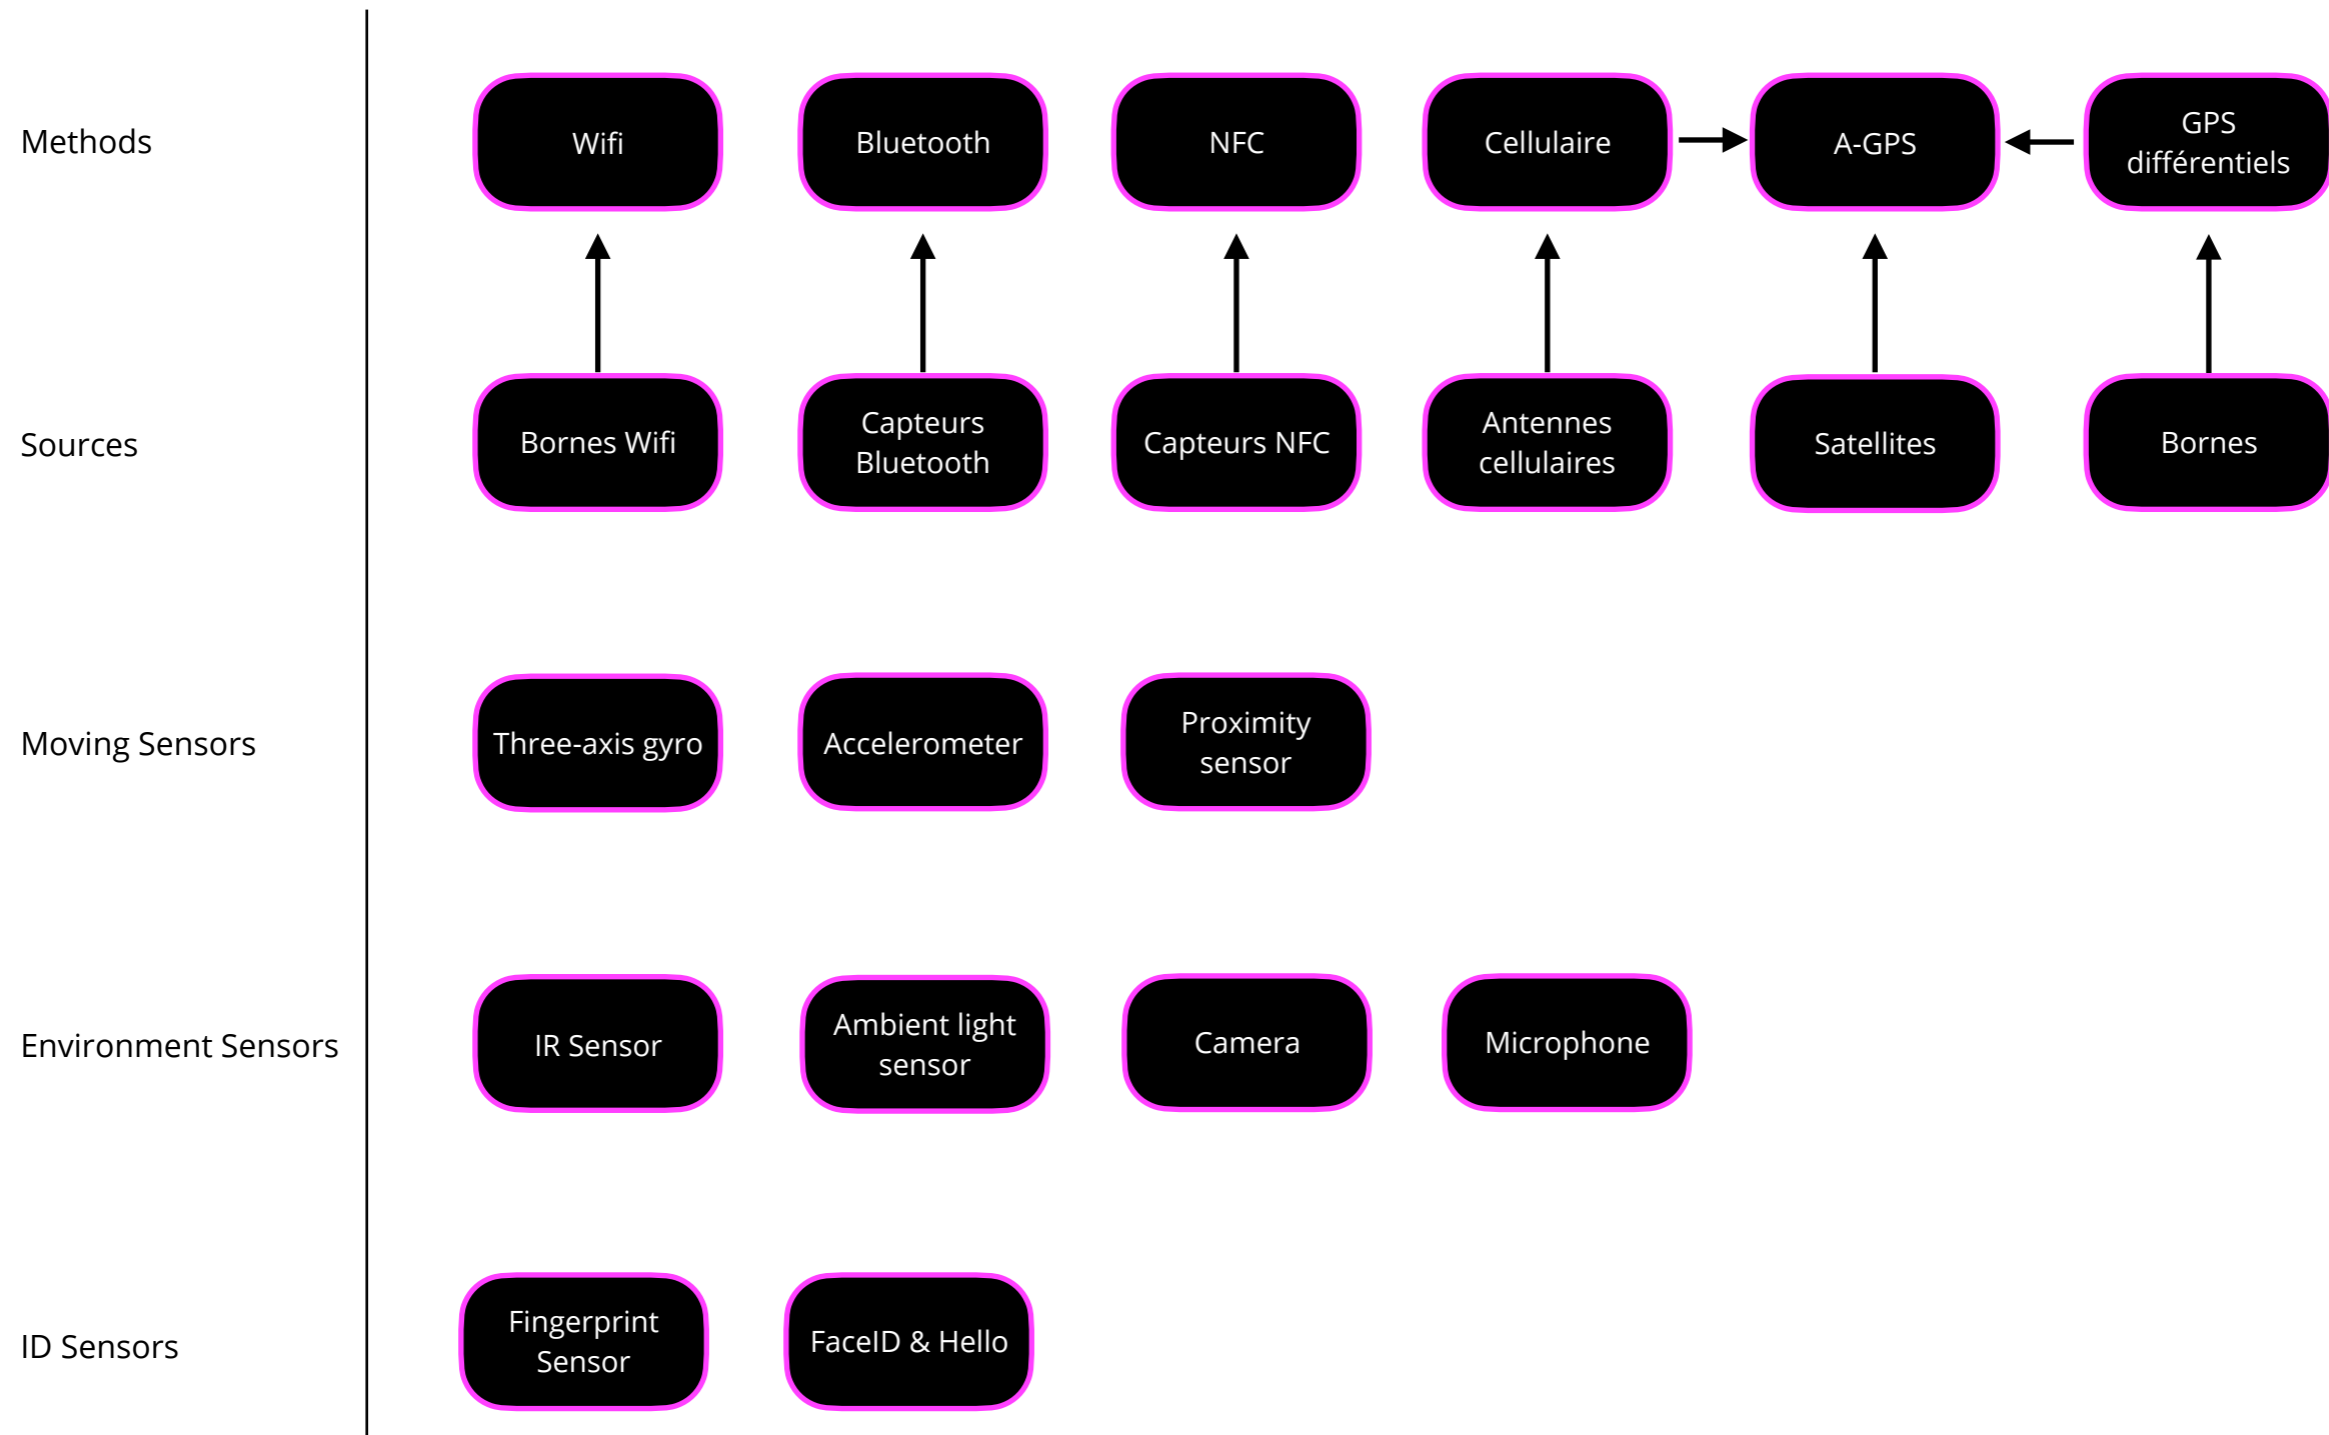 Methods
Wifi
Bluetooth
NFC
Cellulaire
A-GPS
GPS
différentiels
Sources
Bornes Wifi
Capteurs
Bluetooth
Capteurs NFC
Antennes
cellulaires
Satellites
Bornes
Moving Sensors
Three-axis gyro
Accelerometer
Proximity
sensor
Environment Sensors
IR Sensor
Ambient light
sensor
Camera
Microphone
ID Sensors
Fingerprint
Sensor
FaceID & Hello